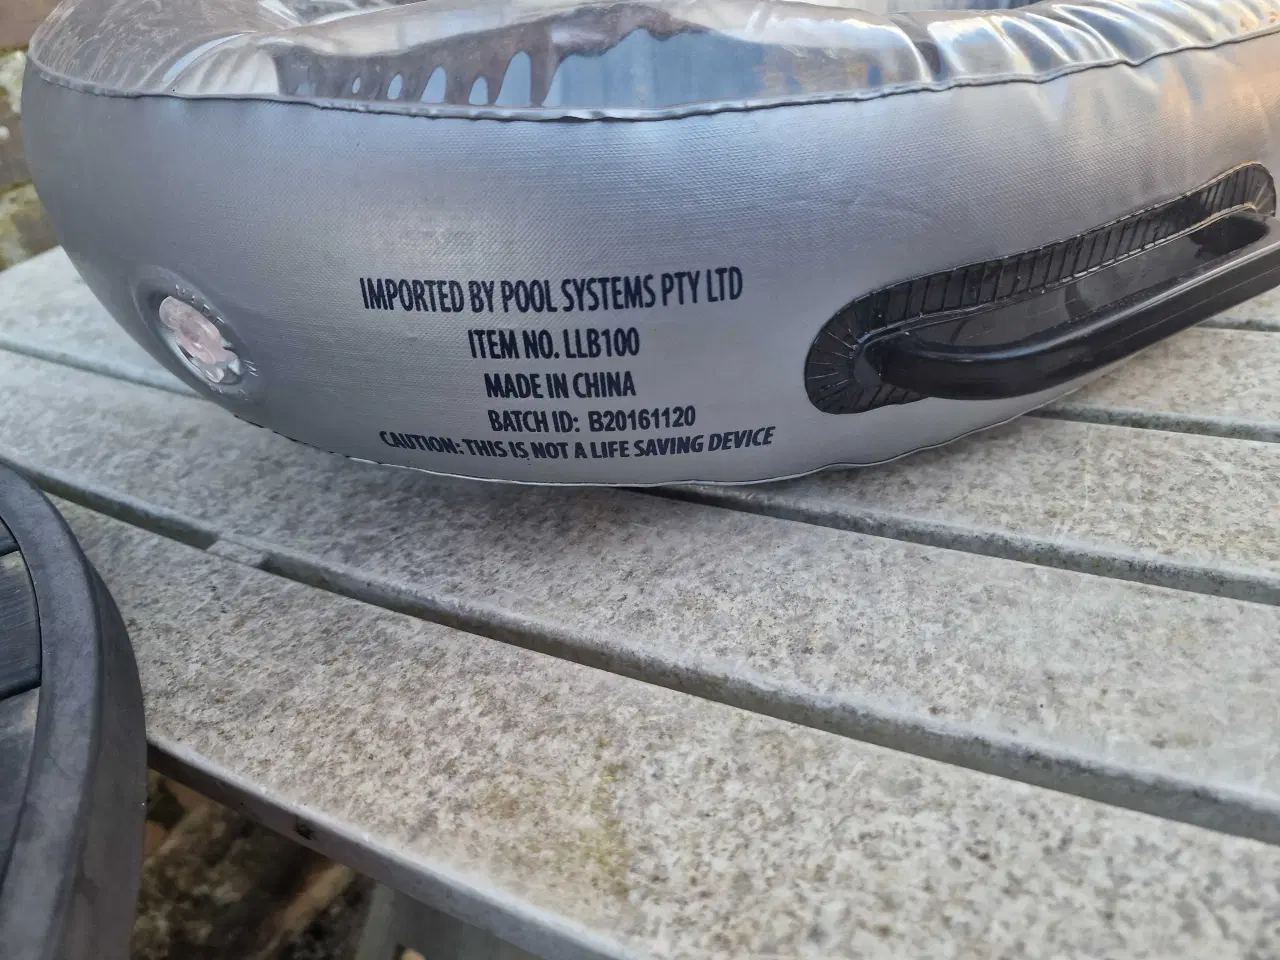 IMPORTED BY POOL SYSTEMS PTY LTD
ITEM NO. LLB100
MADE IN CHINA
BATCH ID: B20161120
CAUTION: THIS IS NOT A LIFE SAVING DEVICE